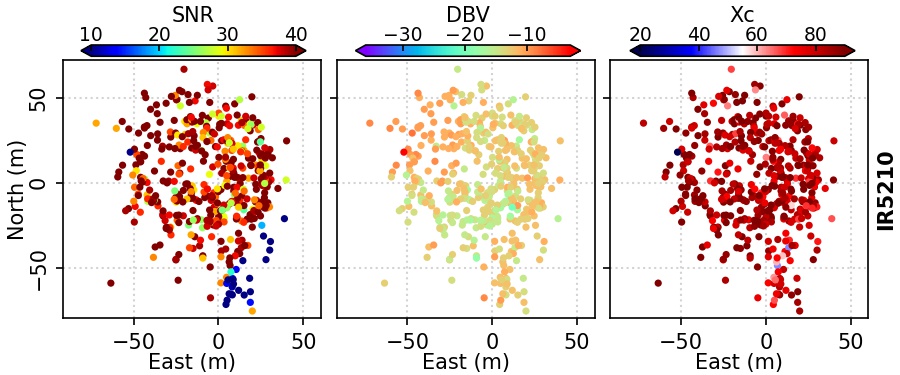 SNR
DBV
Xc
10 20 30 40
−30 −20 −10
20 40 60 80
50
0
−50
North (m)
IR5210
−50 0 50
−50 0 50
−50 0 50
East (m)
East (m)
East (m)